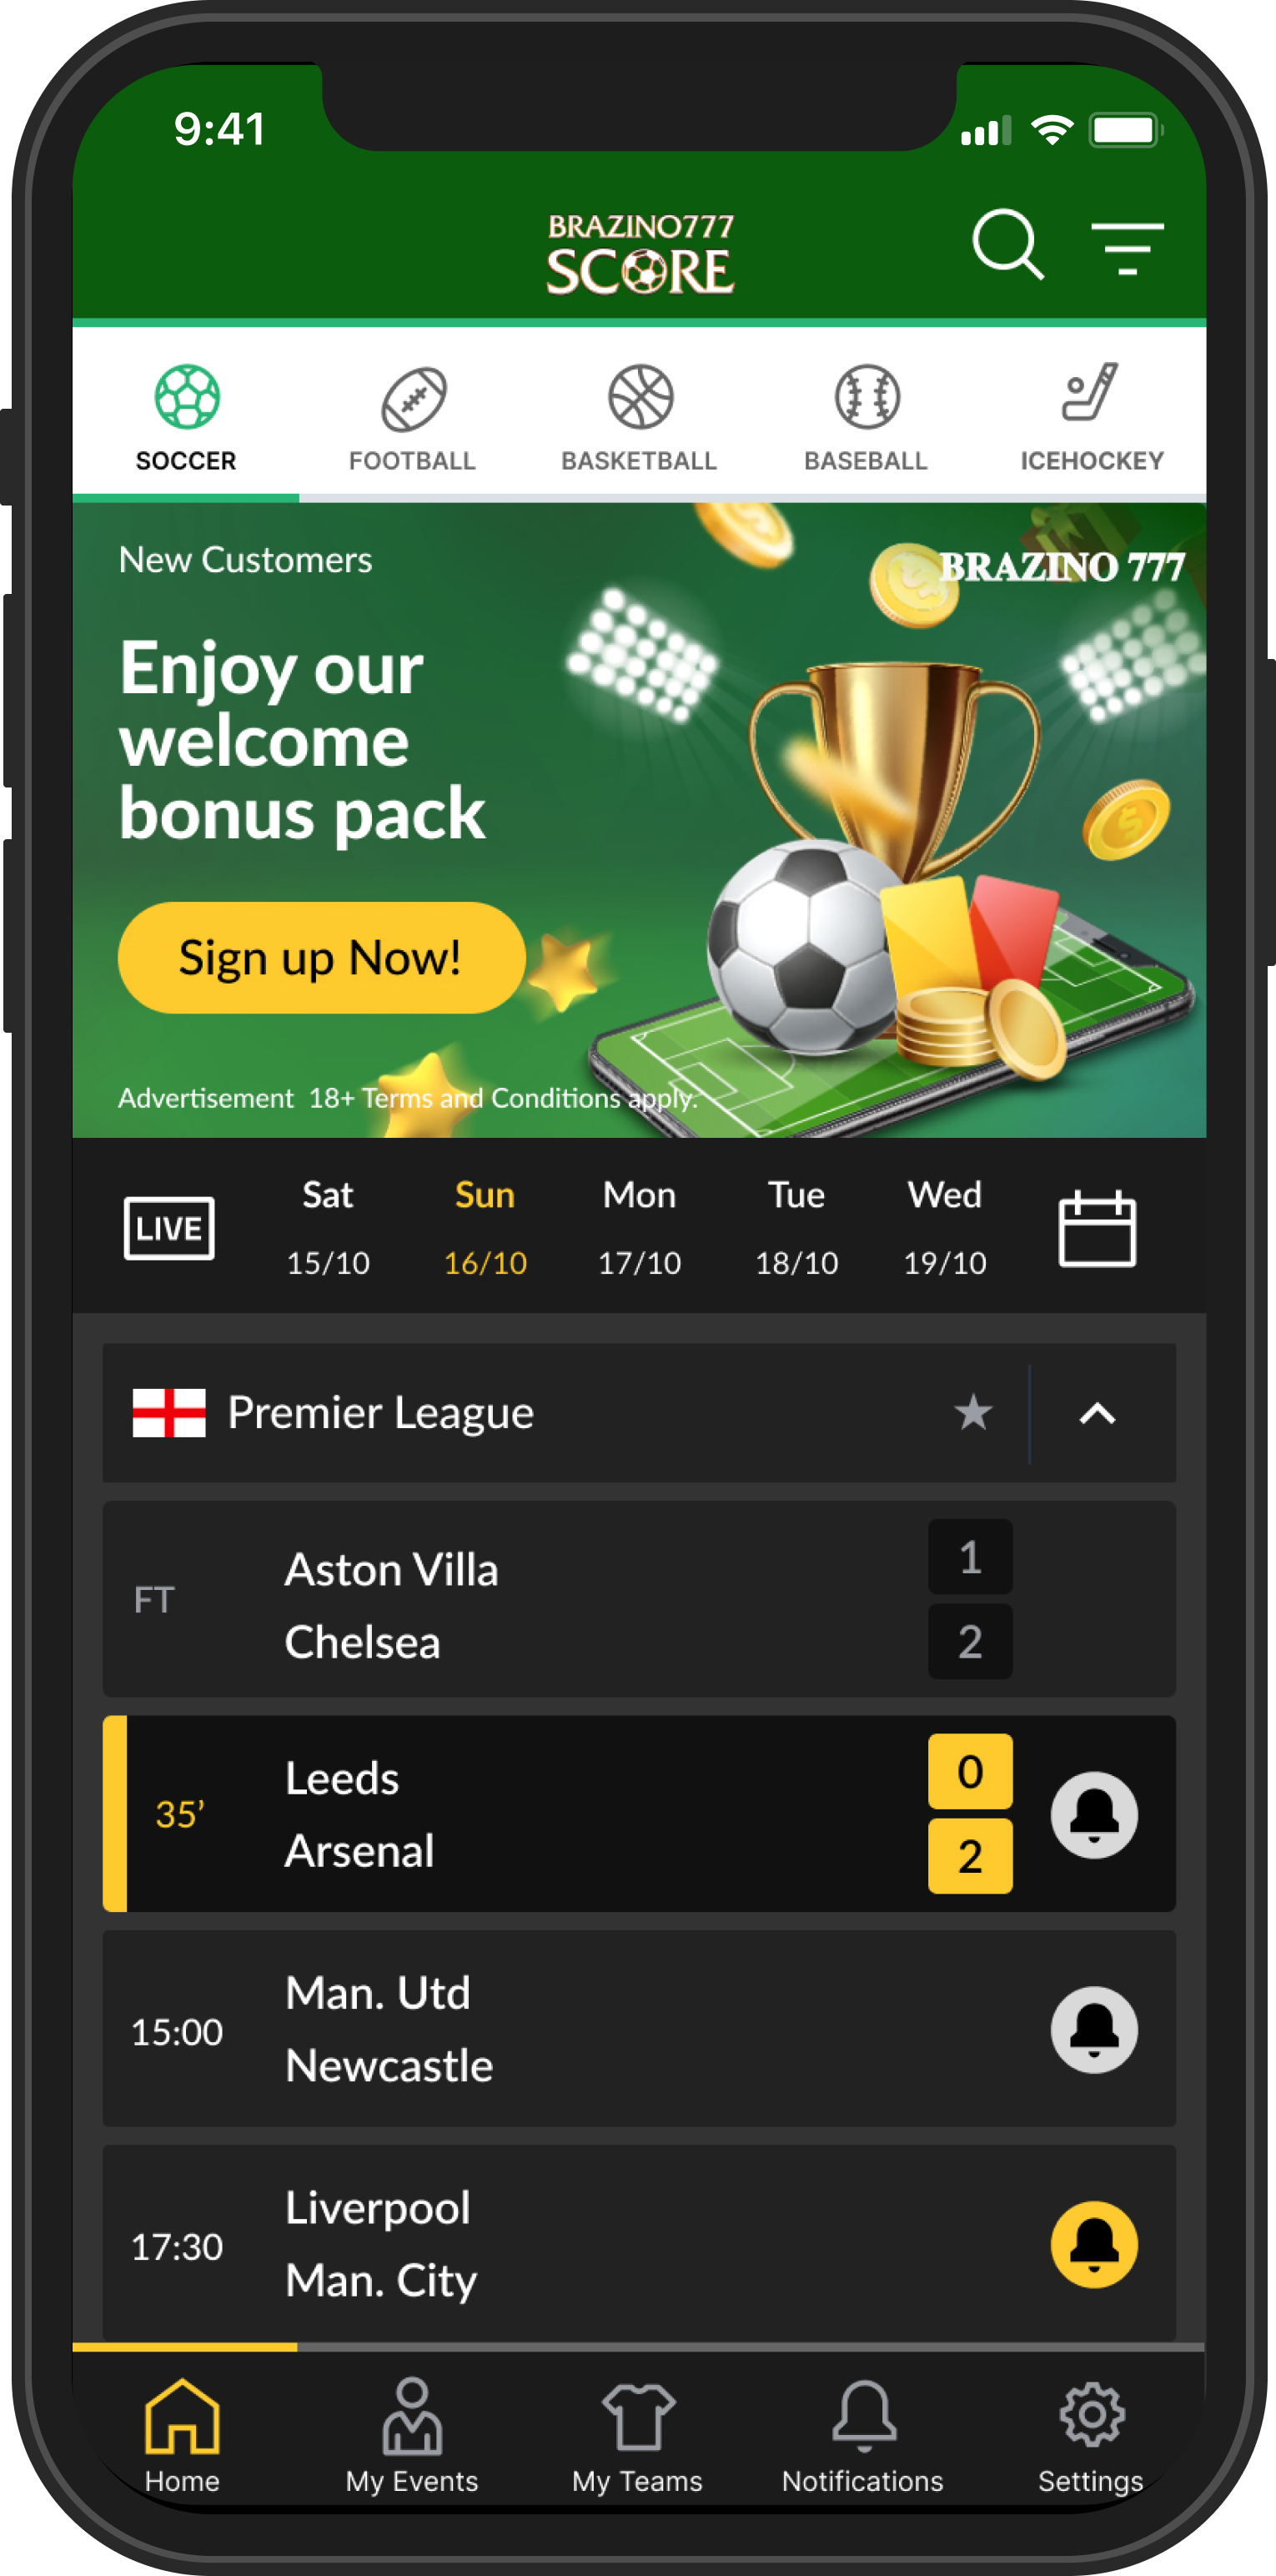 9:41
BRAZINO777
SCORE
SOCCER FOOTBALL BASKETBALL BASEBALL ICEHOCKEY
New Customers
BRAZINO 777
Enjoy our
welcome
bonus pack
Sign up Now!
Advertisement 18+ Terms and Conditions apply.
LIVE
Sat Sun Mon Tue Wed
15/10 16/10 17/10 18/10 19/10
Premier League
FT
Aston Villa 1
Chelsea 2
35’
Leeds 0
Arsenal 2
15:00
Man. Utd
Newcastle
17:30
Liverpool
Man. City
Home My Events My Teams Notifications Settings